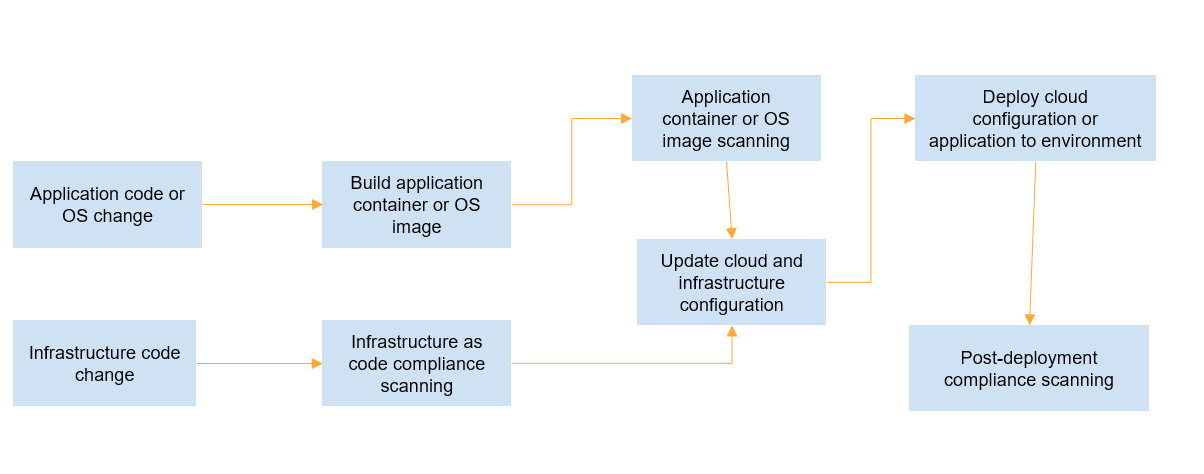 Application code or
OS change
Build application
container or OS
image
Application
container or OS
image scanning
Update cloud and
infrastructure
configuration
Deploy cloud
configuration or
application to environment
Infrastructure code
change
Infrastructure as
code compliance
scanning
Post-deployment
compliance scanning